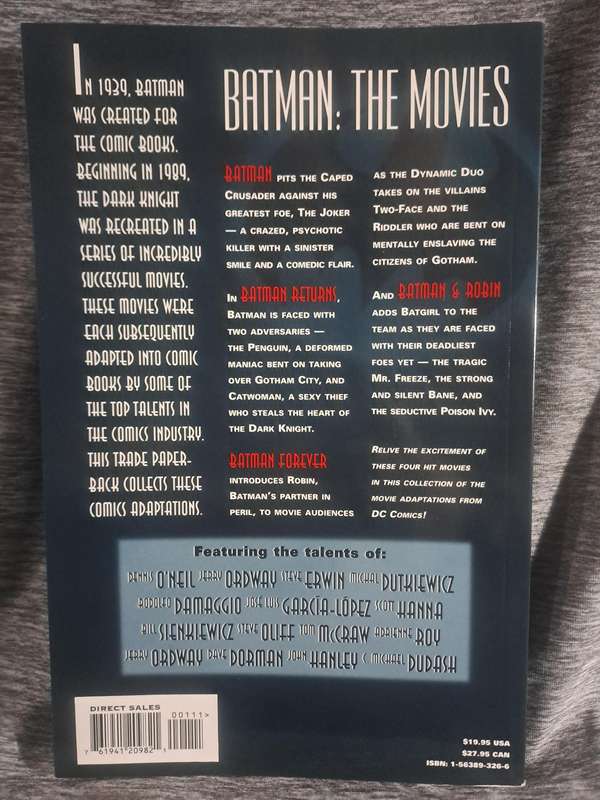 In 1939, Batman
was created for
the comic books.
Beginning in 1989,
the Dark Knight
was recreated in a
series of incredibly
successful movies.
These movies were
each subsequently
adapted into comic
books by some of
the top talents in
the comics industry.
This trade paper-
back collects these
comics adaptations.
BATMAN: THE MOVIES
BATMAN pits the Caped
Crusader against his
greatest foe, The Joker
— a crazed, psychotic
killer with a sinister
smile and a comedic flair.
In BATMAN RETURNS,
Batman is faced with
two adversaries —
the Penguin, a deformed
maniac bent on taking
over Gotham City, and
Catwoman, a sexy thief
who steals the heart of
the Dark Knight.
BATMAN FOREVER
introduces Robin,
Batman's partner in
peril, to movie audiences
as the Dynamic Duo
takes on the villains
Two-Face and the
Riddler who are bent on
mentally enslaving the
citizens of Gotham.
And BATMAN & ROBIN
adds Batgirl to the
team as they are faced
with their deadliest
foes yet — the tragic
Mr. Freeze, the strong
and silent Bane, and
the seductive Poison Ivy.
Relive the excitement of
these four hit movies
in this collection of the
movie adaptations from
DC Comics!
Featuring the talents of:
DENNIS O'NEIL JERRY ORDWAY STEVE ERWIN MICHAL DUTKIEWICZ
RODOLFO DAMAGGIO JOSÉ LUIS GARCÍA-LÓPEZ SCOTT HANNA
BILL SIENKIEWICZ STEVE OLIFF TOM McCRAW ADRIENNE ROY
JERRY ORDWAY DAVE DORMAN JOHN HANLEY C MICHAEL DUDASH
DIRECT SALES
00111>
7 61941 20982 1
$19.95 USA
$27.95 CAN
ISBN: 1-56389-326-6